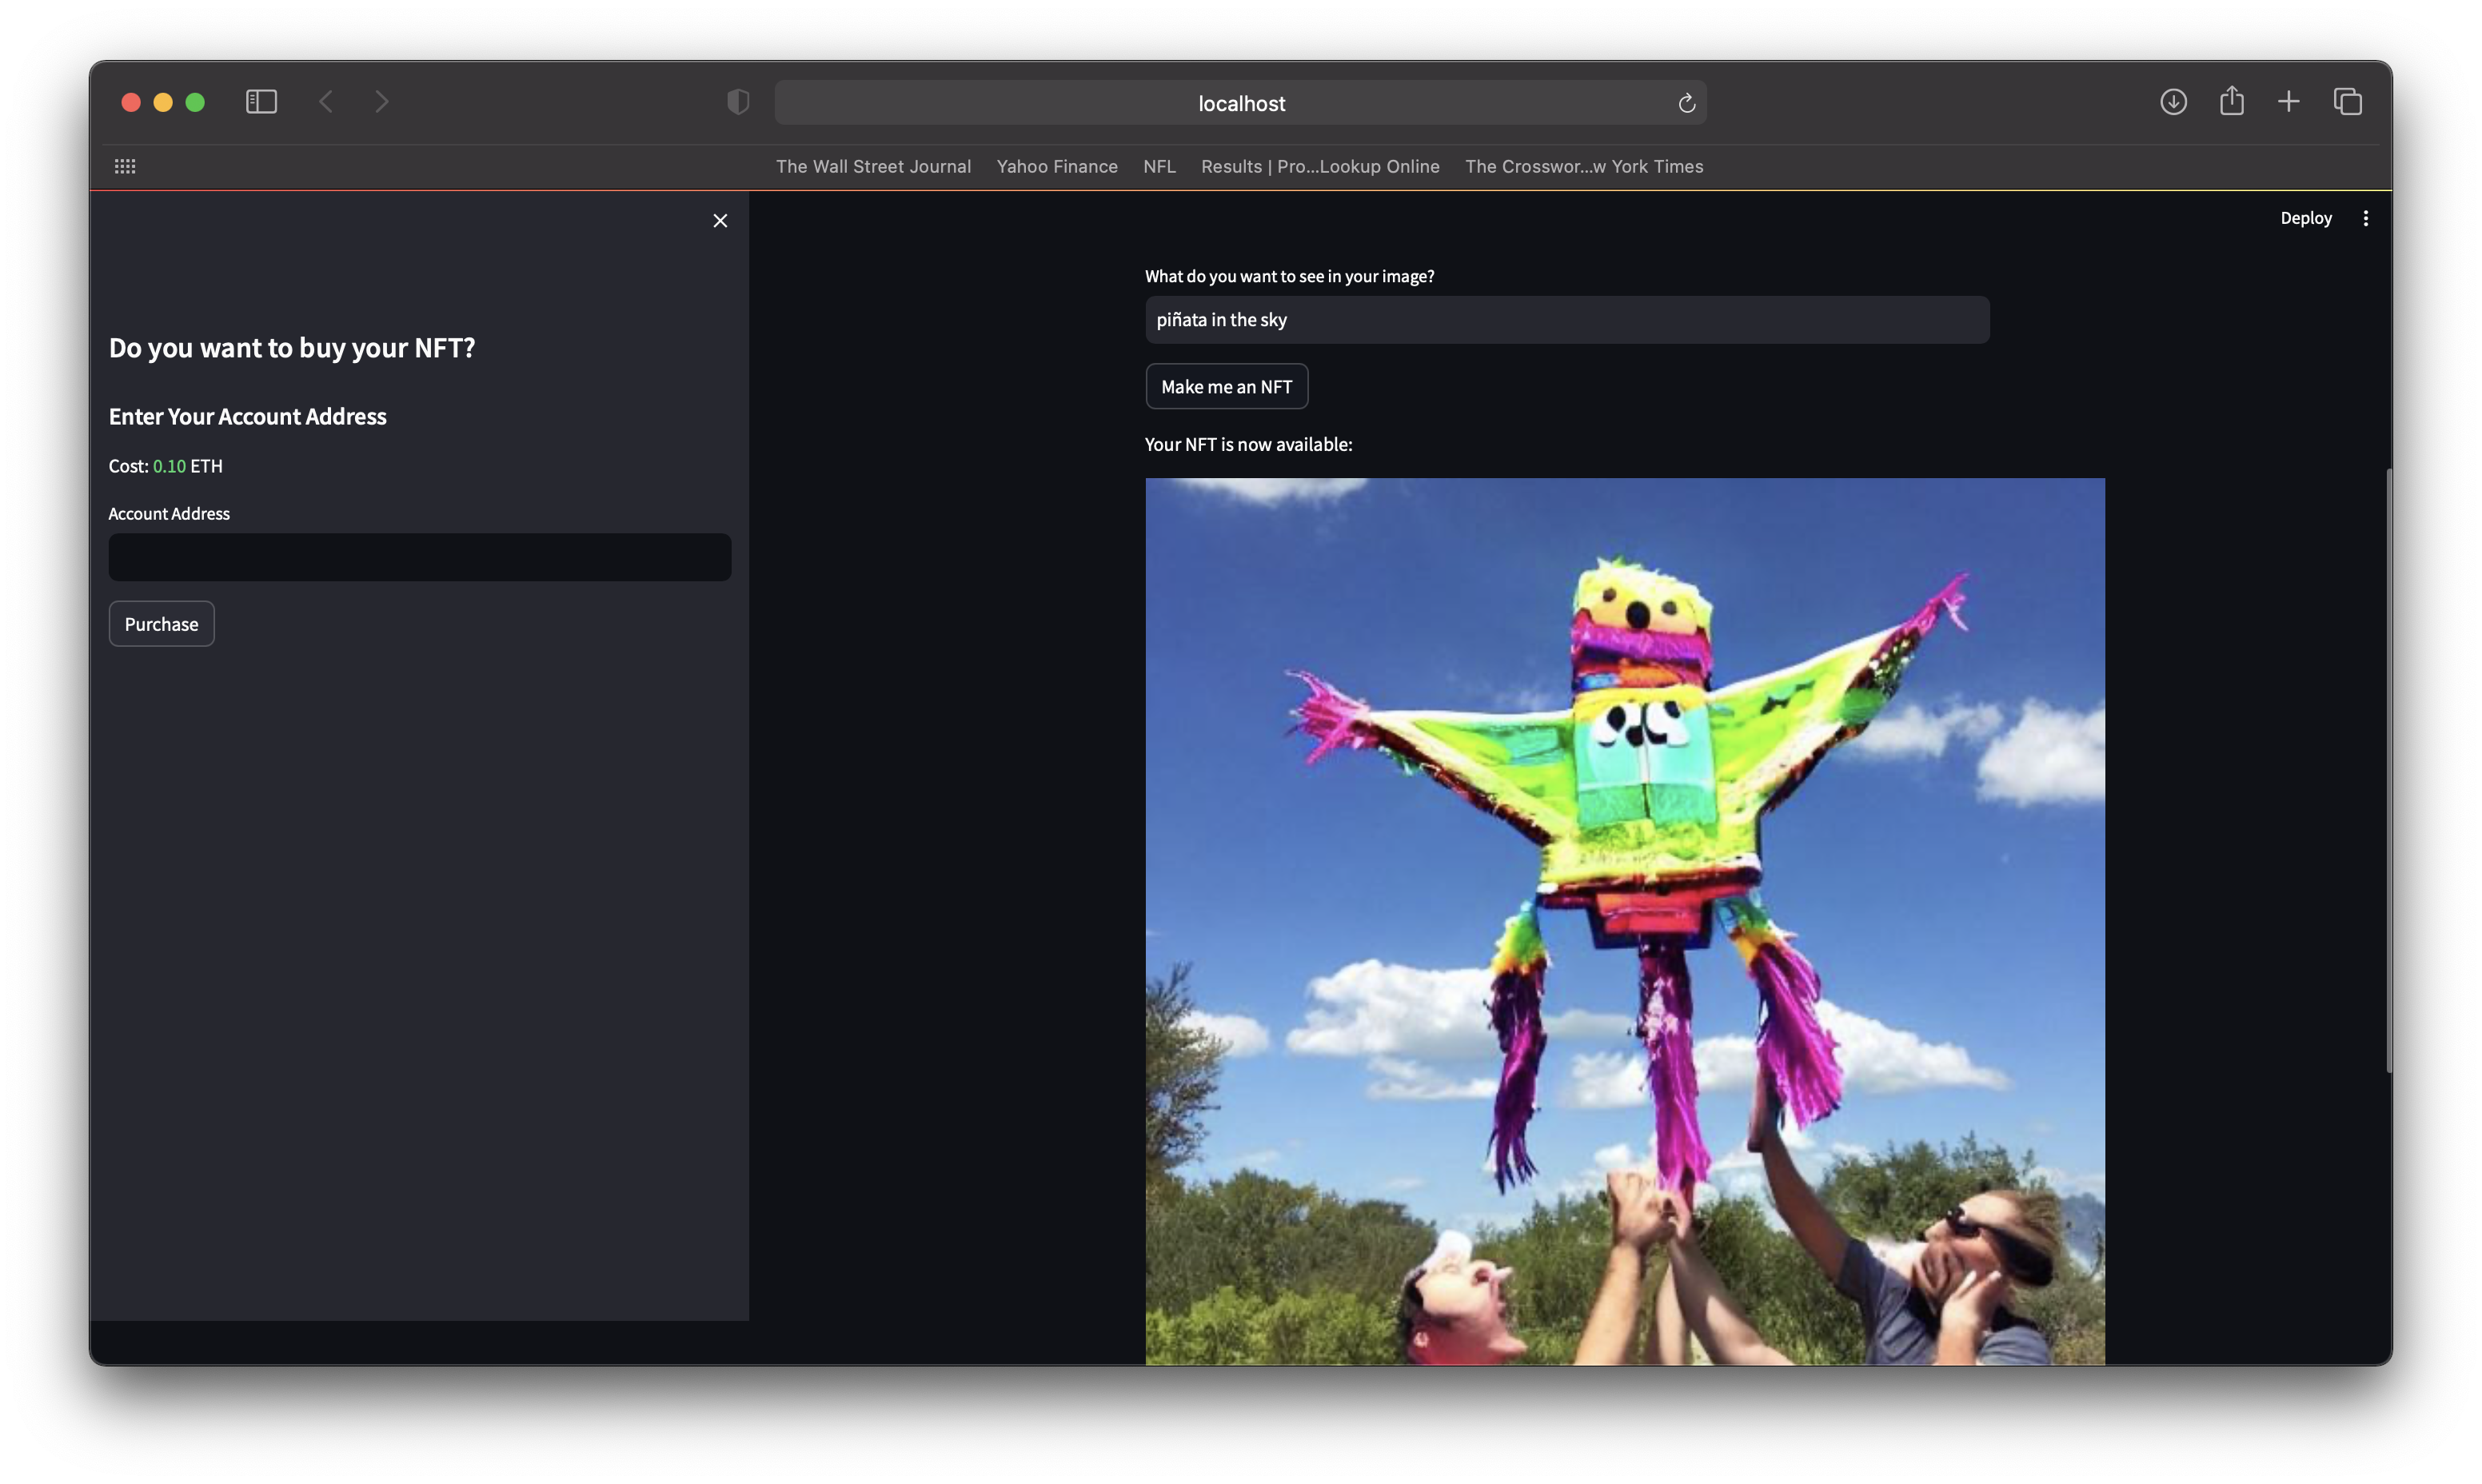 localhost
The Wall Street Journal Yahoo Finance NFL Results | Pro...Lookup Online The Crosswor...w York Times
Deploy
Do you want to buy your NFT?
Enter Your Account Address
Cost: 0.10 ETH
Account Address
Purchase
What do you want to see in your image?
piñata in the sky
Make me an NFT
Your NFT is now available: